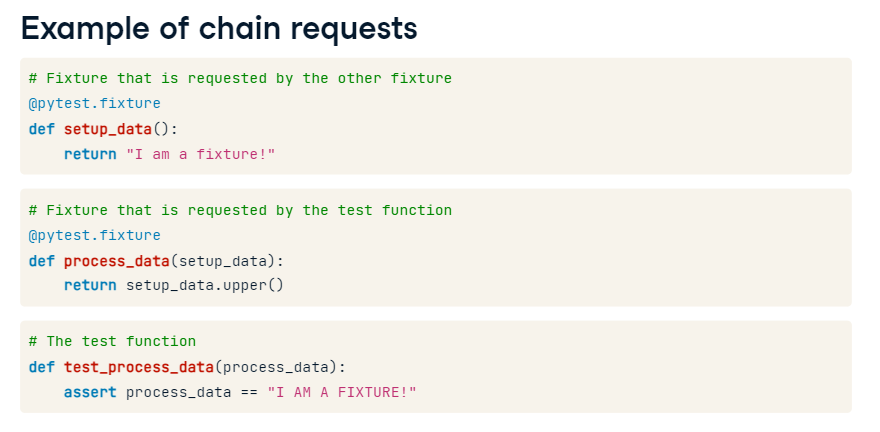 Example of chain requests
# Fixture that is requested by the other fixture
@pytest.fixture
def setup_data():
    return "I am a fixture!"
# Fixture that is requested by the test function
@pytest.fixture
def process_data(setup_data):
    return setup_data.upper()
# The test function
def test_process_data(process_data):
    assert process_data == "I AM A FIXTURE!"